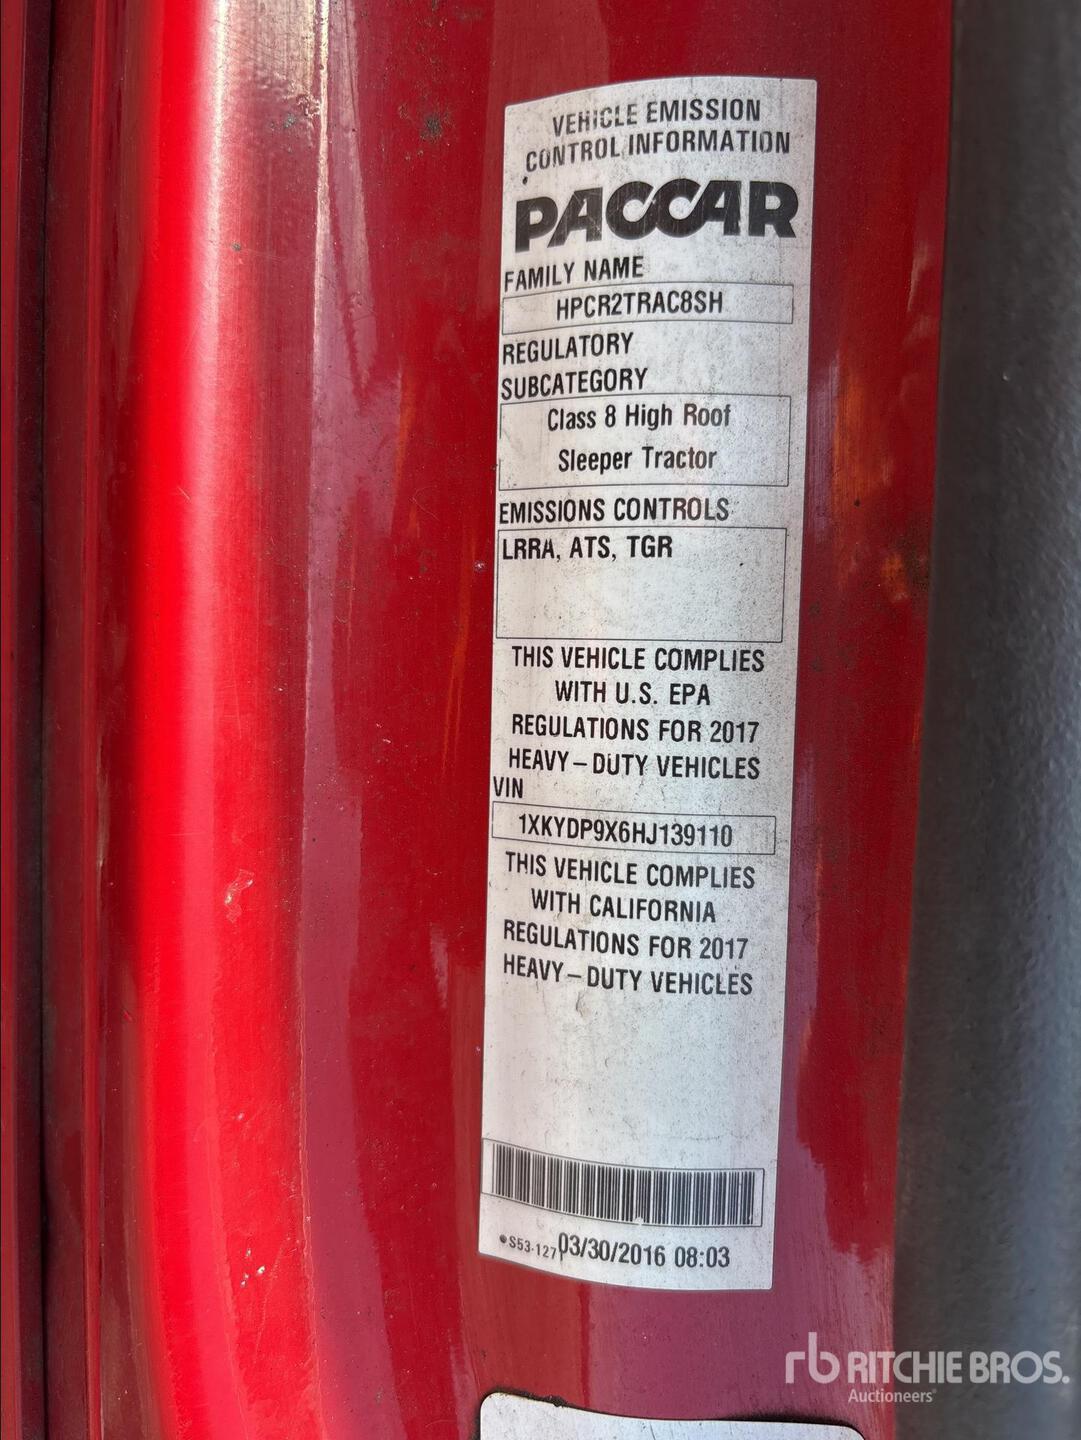 VEHICLE EMISSION
CONTROL INFORMATION
PACCAR
FAMILY NAME
HPCR2TRAC8SH
REGULATORY
SUBCATEGORY
Class 8 High Roof
Sleeper Tractor
EMISSIONS CONTROLS
LRRA, ATS, TGR
THIS VEHICLE COMPLIES
WITH U.S. EPA
REGULATIONS FOR 2017
HEAVY-DUTY VEHICLES
VIN
1XKYDP9X6HJ139110
THIS VEHICLE COMPLIES
WITH CALIFORNIA
REGULATIONS FOR 2017
HEAVY-DUTY VEHICLES
S53-127 03/30/2016 08:03
rb RITCHIE BROS.
Auctioneers